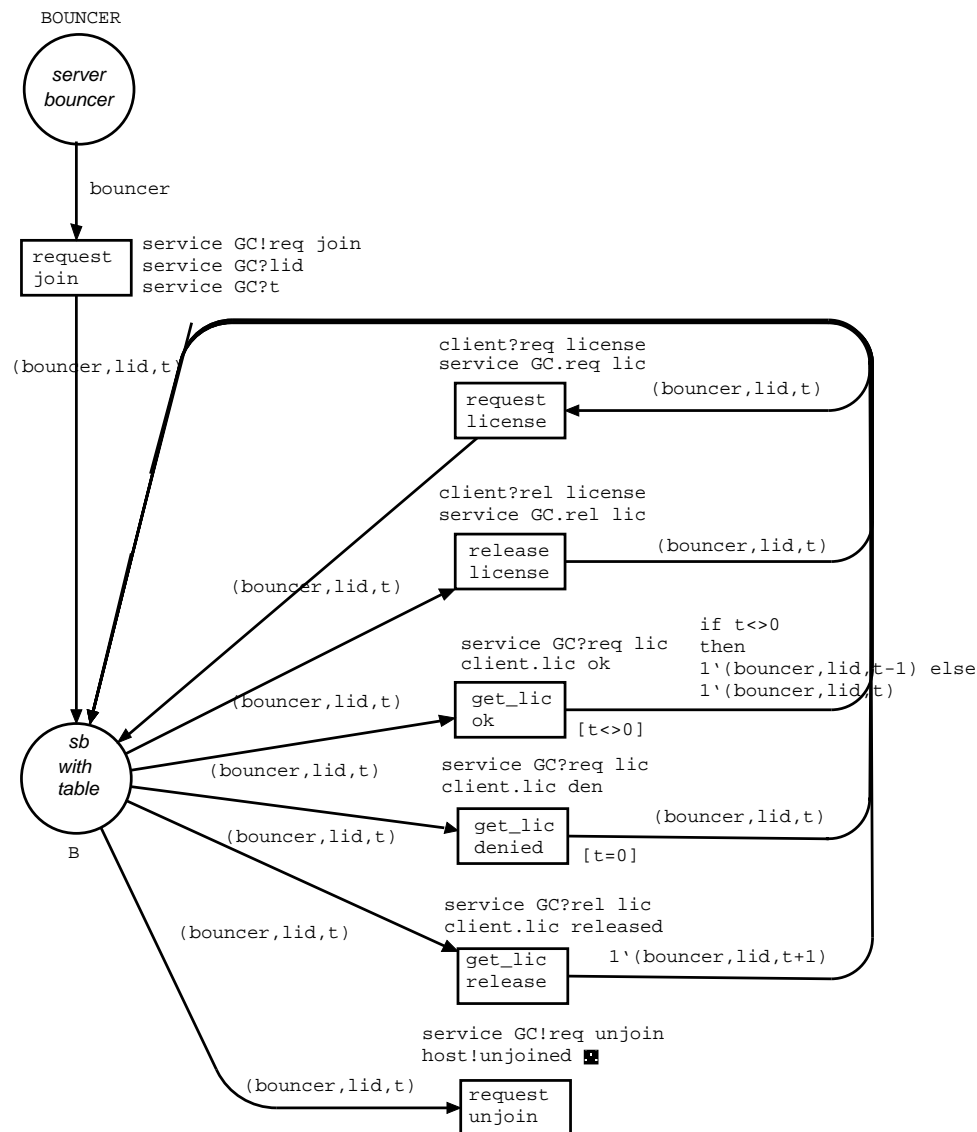 BOUNCER
server
bouncer
bouncer
request
join
service GC!req join
service GC?lid
service GC?t
(bouncer,lid,t)
client?req license
service GC.req lic
request
license
(bouncer,lid,t)
client?rel license
service GC.rel lic
release
license
(bouncer,lid,t)
(bouncer,lid,t)
if t<>0
then
1‘(bouncer,lid,t-1) else
1‘(bouncer,lid,t)
service GC?req lic
client.lic ok
get_lic
ok
[t<>0]
(bouncer,lid,t)
sb
with
table
B
(bouncer,lid,t)
service GC?req lic
client.lic den
get_lic
denied
[t=0]
(bouncer,lid,t)
(bouncer,lid,t)
service GC?rel lic
client.lic released
get_lic
release
1‘(bouncer,lid,t+1)
(bouncer,lid,t)
service GC!req unjoin
host!unjoined
(bouncer,lid,t)
request
unjoin